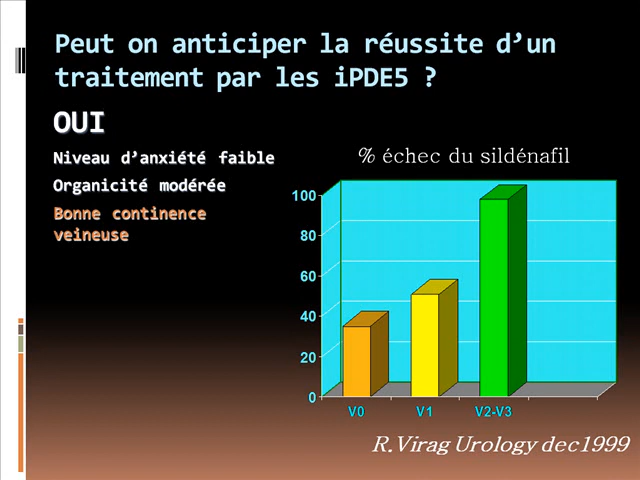 Peut on anticiper la réussite d’un
traitement par les iPDE5 ?
OUI
Niveau d’anxiété faible
Organicité modérée
Bonne continence
veineuse
% échec du sildénafil
100
80
60
40
20
0
V0 V1 V2-V3
R.Virag Urology dec1999